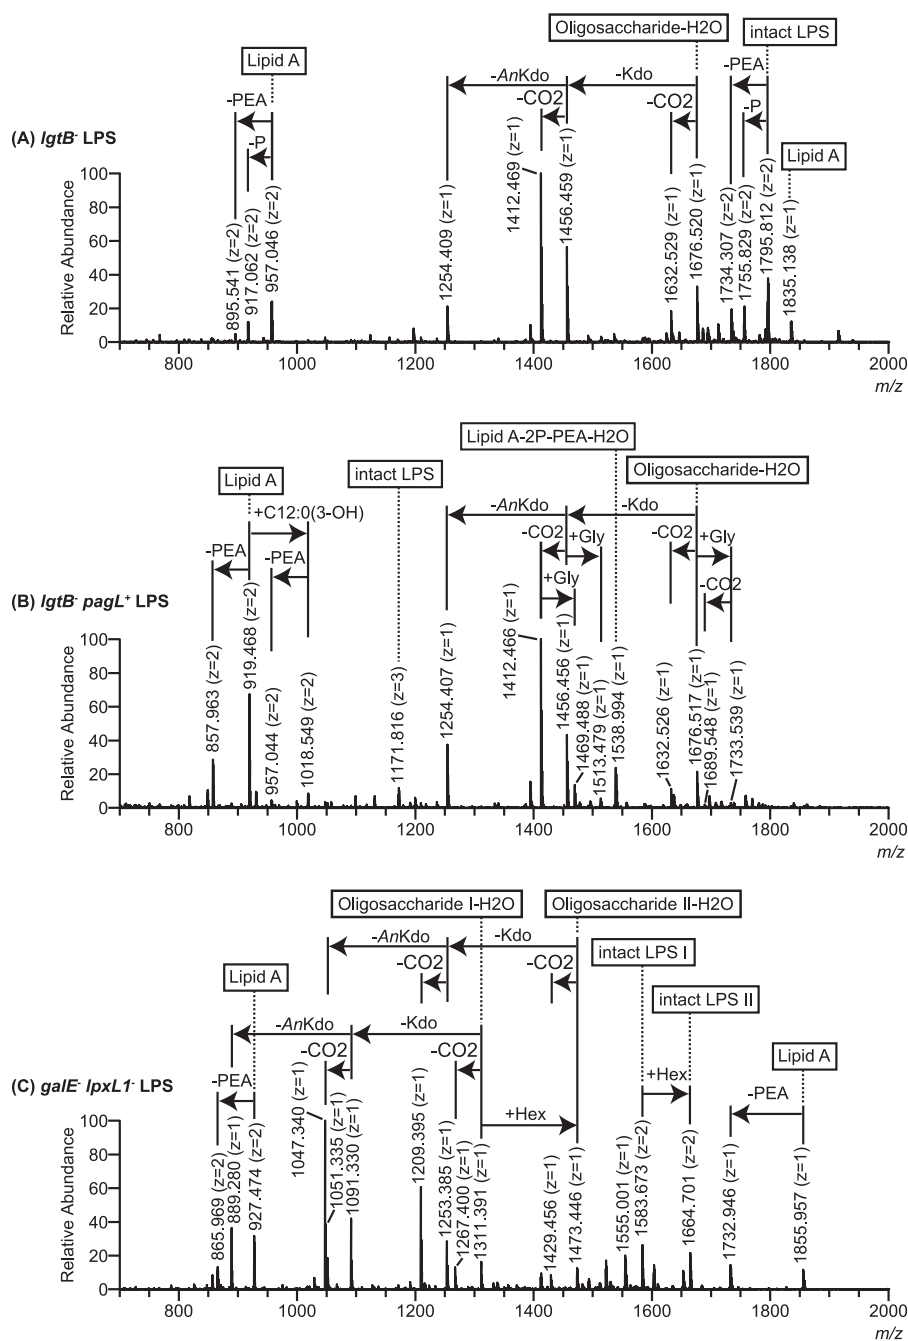 Oligosaccharide-H2O
intact LPS
-AnKdo
-Kdo
-PEA
Lipid A
-CO2
-CO2
-PEA
-P
(A) lgtB- LPS
-P
Lipid A
Relative Abundance
100
80
60
40
20
0
895.541 (z=2)
917.062 (z=2)
957.046 (z=2)
1254.409 (z=1)
1412.469 (z=1)
1456.459 (z=1)
1632.529 (z=1)
1676.520 (z=1)
1734.307 (z=2)
1755.829 (z=2)
1795.812 (z=2)
1835.138 (z=1)
800 1000 1200 1400 1600 1800 2000
m/z
Lipid A-2P-PEA-H2O
Lipid A
intact LPS
Oligosaccharide-H2O
-AnKdo
-Kdo
+C12:0(3-OH)
-CO2
+Gly
-CO2
+Gly
-PEA
-PEA
+Gly
-CO2
(B) lgtB- pagL+ LPS
Relative Abundance
100
80
60
40
20
0
857.963 (z=2)
919.468 (z=2)
957.044 (z=2)
1018.549 (z=2)
1171.816 (z=3)
1254.407 (z=1)
1412.466 (z=1)
1456.456 (z=1)
1469.488 (z=1)
1513.479 (z=1)
1538.994 (z=1)
1632.526 (z=1)
1676.517 (z=1)
1689.548 (z=1)
1733.539 (z=1)
800 1000 1200 1400 1600 1800 2000
m/z
Oligosaccharide I-H2O
Oligosaccharide II-H2O
-AnKdo
-Kdo
-CO2
-CO2
intact LPS I
Lipid A
intact LPS II
-AnKdo
-Kdo
-CO2
-CO2
Lipid A
(C) galE- lpxL1- LPS
-PEA
+Hex
+Hex
-PEA
Relative Abundance
100
80
60
40
20
0
865.969 (z=2)
889.280 (z=1)
927.474 (z=2)
1047.340 (z=1)
1051.335 (z=1)
1091.330 (z=1)
1209.395 (z=1)
1253.385 (z=1)
1267.400 (z=1)
1311.391 (z=1)
1429.456 (z=1)
1473.446 (z=1)
1555.001 (z=1)
1583.673 (z=2)
1664.701 (z=2)
1732.946 (z=1)
1855.957 (z=1)
800 1000 1200 1400 1600 1800 2000
m/z